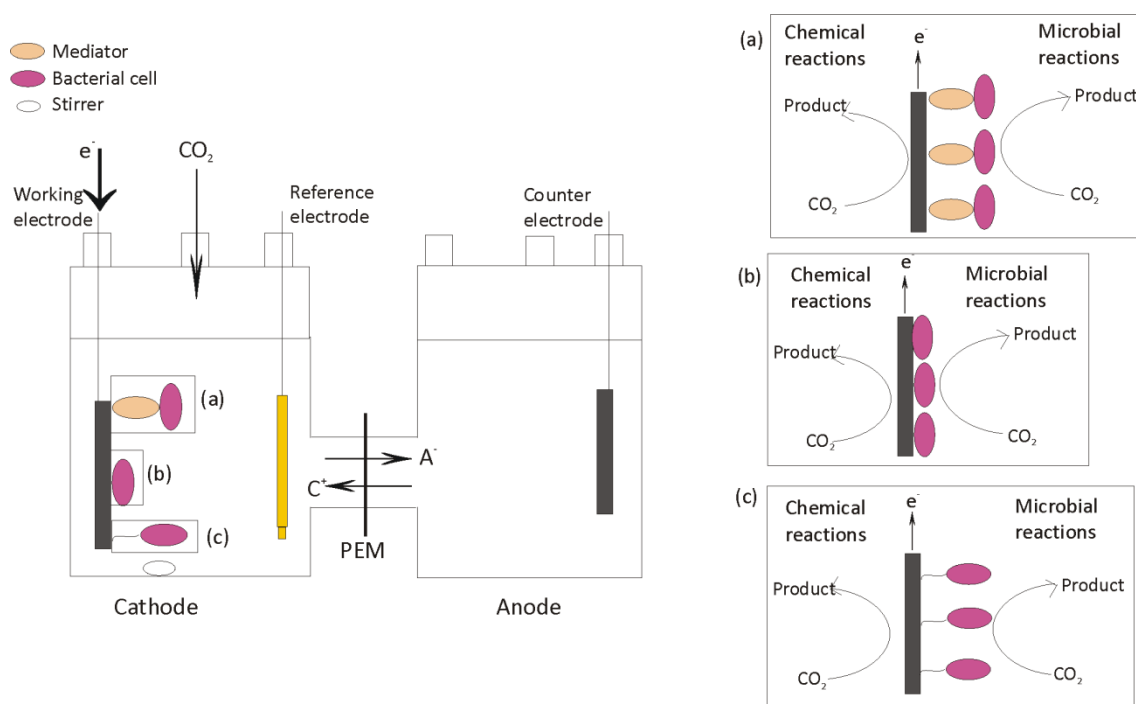 Mediator
Bacterial cell
Stirrer
e⁻
CO₂
Working
electrode
Reference
electrode
Counter
electrode
(a)
(b)
(c)
A⁻
C⁺
PEM
Cathode
Anode
(a)
Chemical
reactions
e⁻
Microbial
reactions
Product
Product
CO₂
CO₂
(b)
Chemical
reactions
e⁻
Microbial
reactions
Product
Product
CO₂
CO₂
(c)
Chemical
reactions
e⁻
Microbial
reactions
Product
Product
CO₂
CO₂